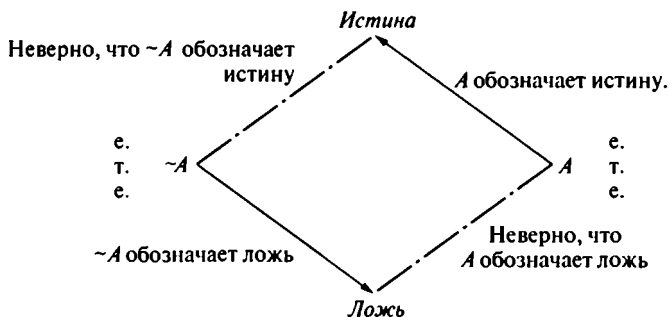 Истина
Неверно, что ~А обозначает
истину
А обозначает истину.
е.
т.
е.
~А
А
е.
т.
е.
~А обозначает ложь
Неверно, что
А обозначает ложь
Ложь